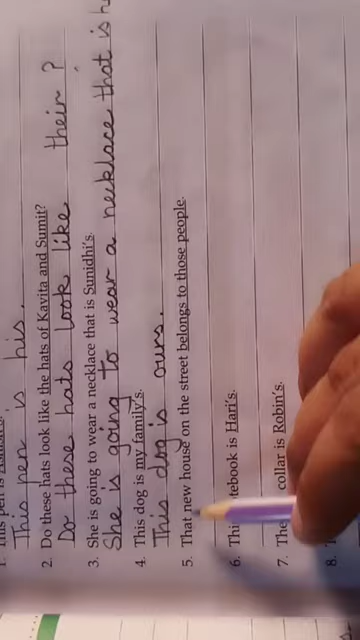 This pen is his.
2. Do these hats look like the hats of Kavita and Sumit?
Do these hats look like their ?
3. She is going to wear a necklace that is Sunidhi's.
She is going to wear a necklace that is h
4. This dog is my family's.
This dog is ours.
5. That new house on the street belongs to those people.
6. Thi tebook is Hari's.
7. The collar is Robin's.
8.